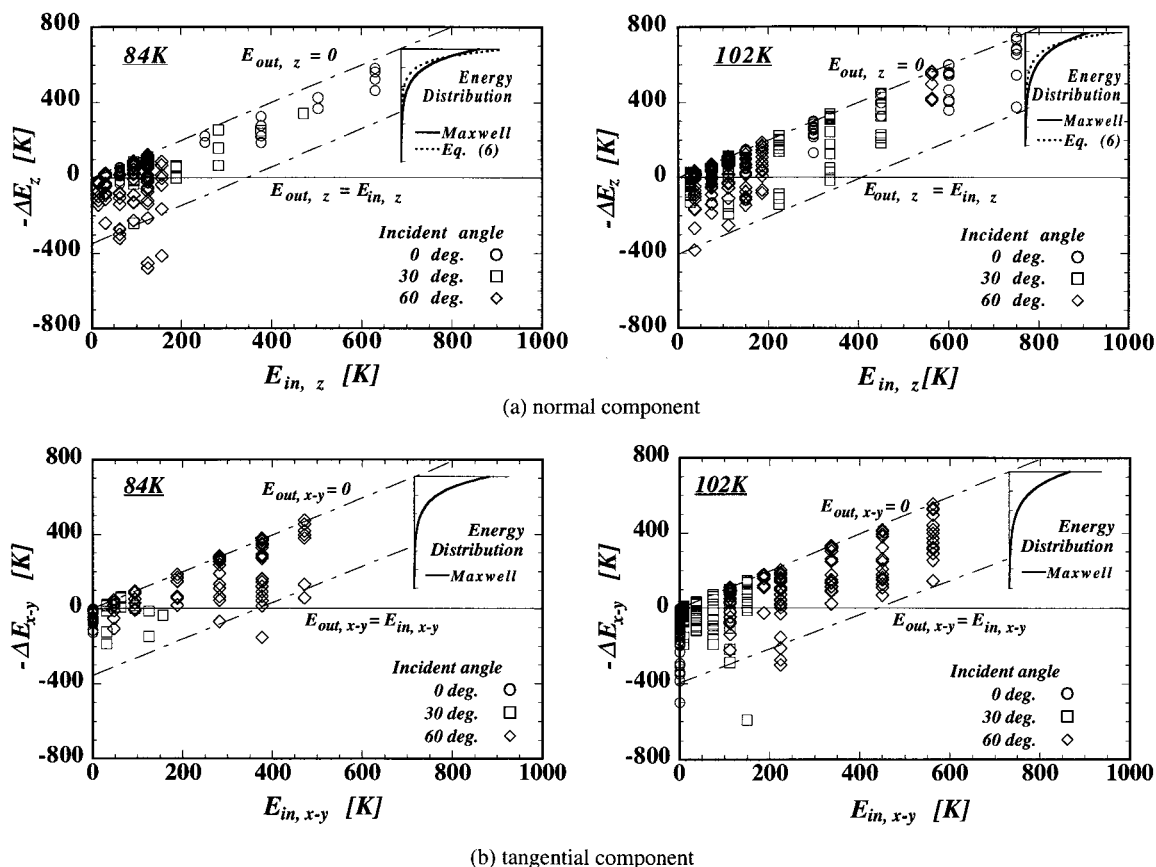 800
400
0
-400
-800
0 200 400 600 800 1000
-ΔE_z [K]
E_in, z [K]
84K
E_out, z = 0
Energy
Distribution
Maxwell
Eq. (6)
E_out, z = E_in, z
Incident angle
0 deg.
30 deg.
60 deg.
800
400
0
-400
-800
0 200 400 600 800 1000
-ΔE_z [K]
E_in, z [K]
102K
E_out, z = 0
Energy
Distribution
Maxwell
Eq. (6)
E_out, z = E_in, z
Incident angle
0 deg.
30 deg.
60 deg.
(a) normal component
800
400
0
-400
-800
0 200 400 600 800 1000
-ΔE_x-y [K]
E_in, x-y [K]
84K
E_out, x-y = 0
Energy
Distribution
Maxwell
E_out, x-y = E_in, x-y
Incident angle
0 deg.
30 deg.
60 deg.
800
400
0
-400
-800
0 200 400 600 800 1000
-ΔE_x-y [K]
E_in, x-y [K]
102K
E_out, x-y = 0
Energy
Distribution
Maxwell
E_out, x-y = E_in, x-y
Incident angle
0 deg.
30 deg.
60 deg.
(b) tangential component